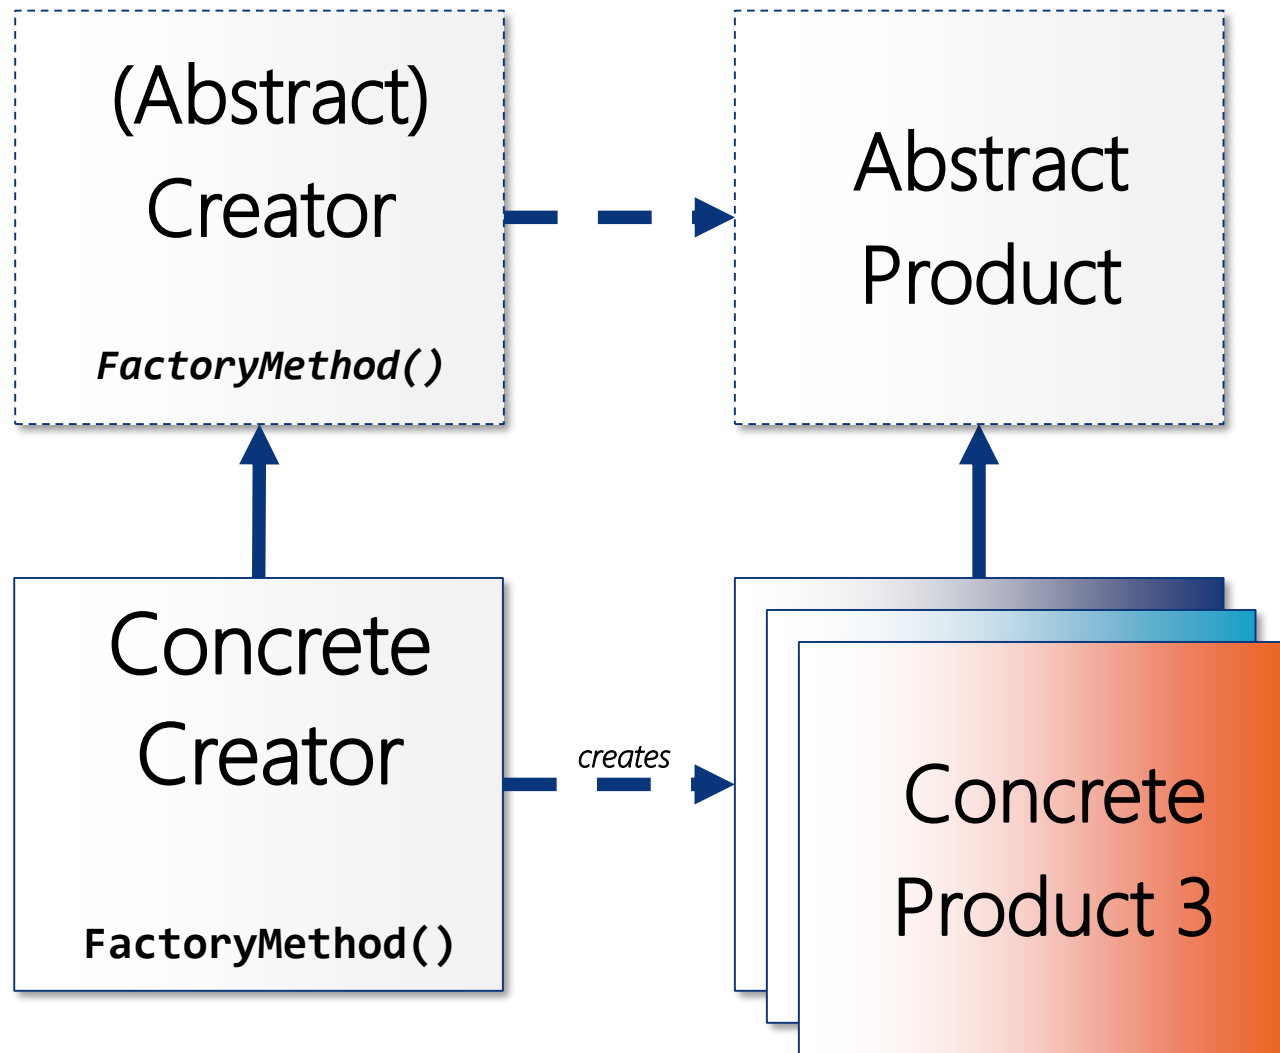 (Abstract)
Creator
FactoryMethod()
Abstract
Product
Concrete
Creator
FactoryMethod()
creates
Concrete
Product 3